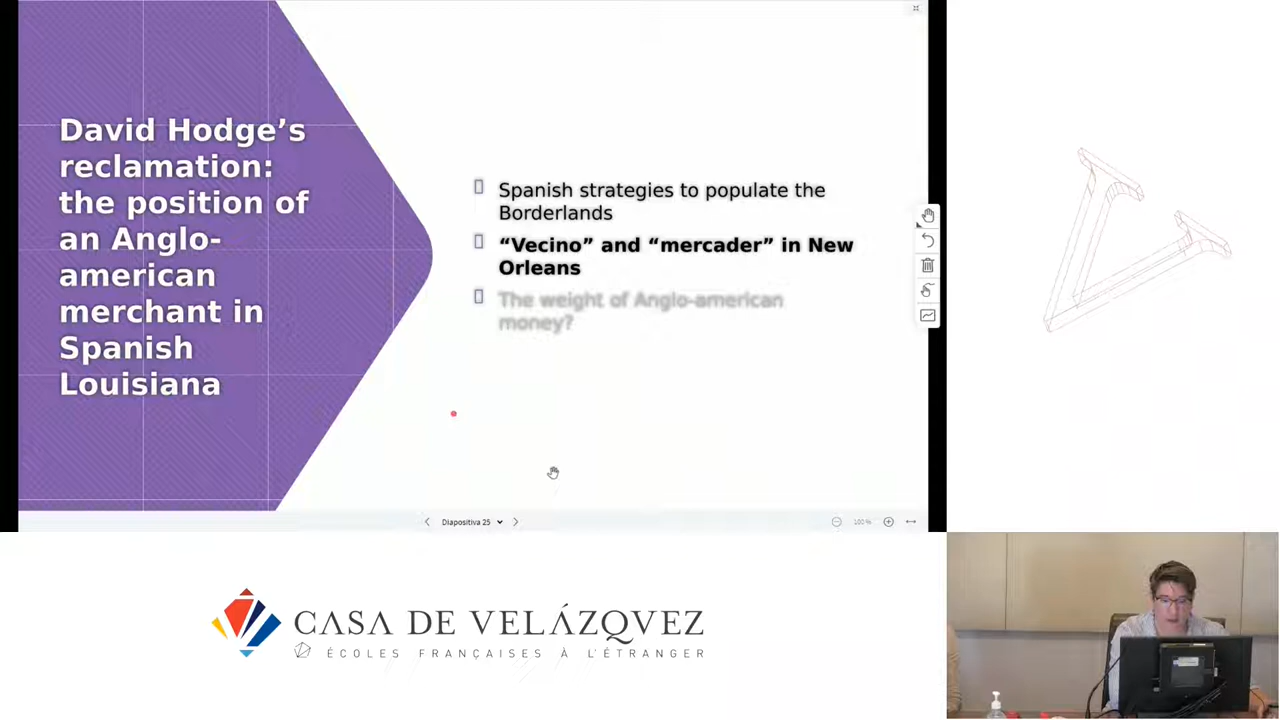 David Hodge’s
reclamation:
the position of
an Anglo-
american
merchant in
Spanish
Louisiana
Spanish strategies to populate the
Borderlands
“Vecino” and “mercader” in New
Orleans
The weight of Anglo-american
money?
Diapositiva 25
100 %
CASA DE VELÁZQVEZ
ÉCOLES FRANÇAISES À L’ÉTRANGER